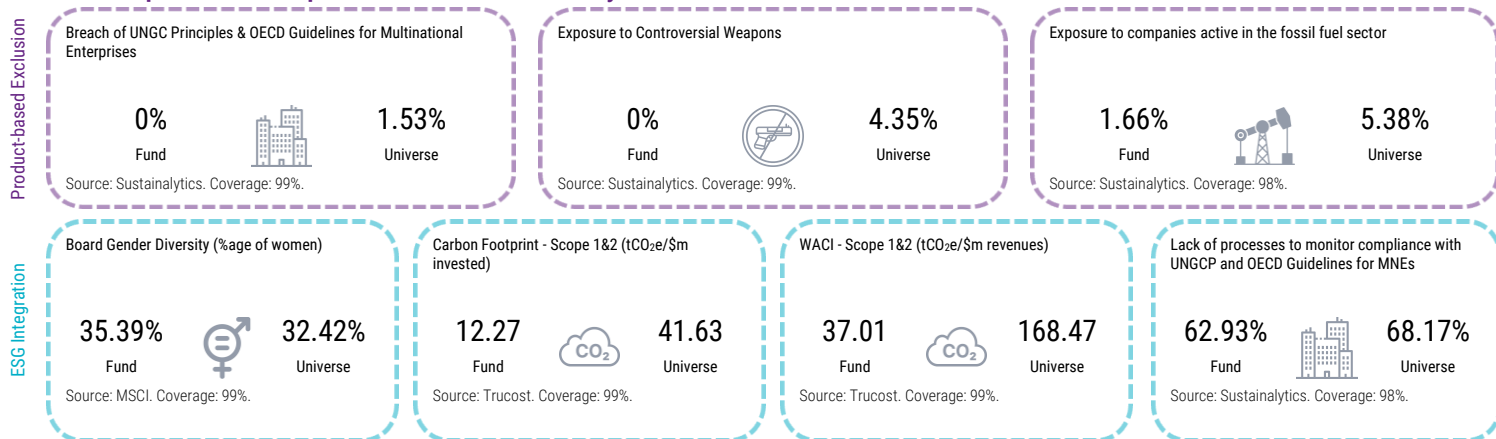 Product-based Exclusion
Breach of UNGC Principles & OECD Guidelines for Multinational
Enterprises
0%
Fund
1.53%
Universe
Source: Sustainalytics. Coverage: 99%.
Exposure to Controversial Weapons
0%
Fund
4.35%
Universe
Source: Sustainalytics. Coverage: 99%.
Exposure to companies active in the fossil fuel sector
1.66%
Fund
5.38%
Universe
Source: Sustainalytics. Coverage: 98%.
ESG Integration
Board Gender Diversity (%age of women)
35.39%
Fund
32.42%
Universe
Source: MSCI. Coverage: 99%.
Carbon Footprint - Scope 1&2 (tCO₂e/$m
invested)
12.27
Fund
CO₂
41.63
Universe
Source: Trucost. Coverage: 99%.
WACI - Scope 1&2 (tCO₂e/$m revenues)
37.01
Fund
CO₂
168.47
Universe
Source: Trucost. Coverage: 99%.
Lack of processes to monitor compliance with
UNGCP and OECD Guidelines for MNEs
62.93%
Fund
68.17%
Universe
Source: Sustainalytics. Coverage: 98%.